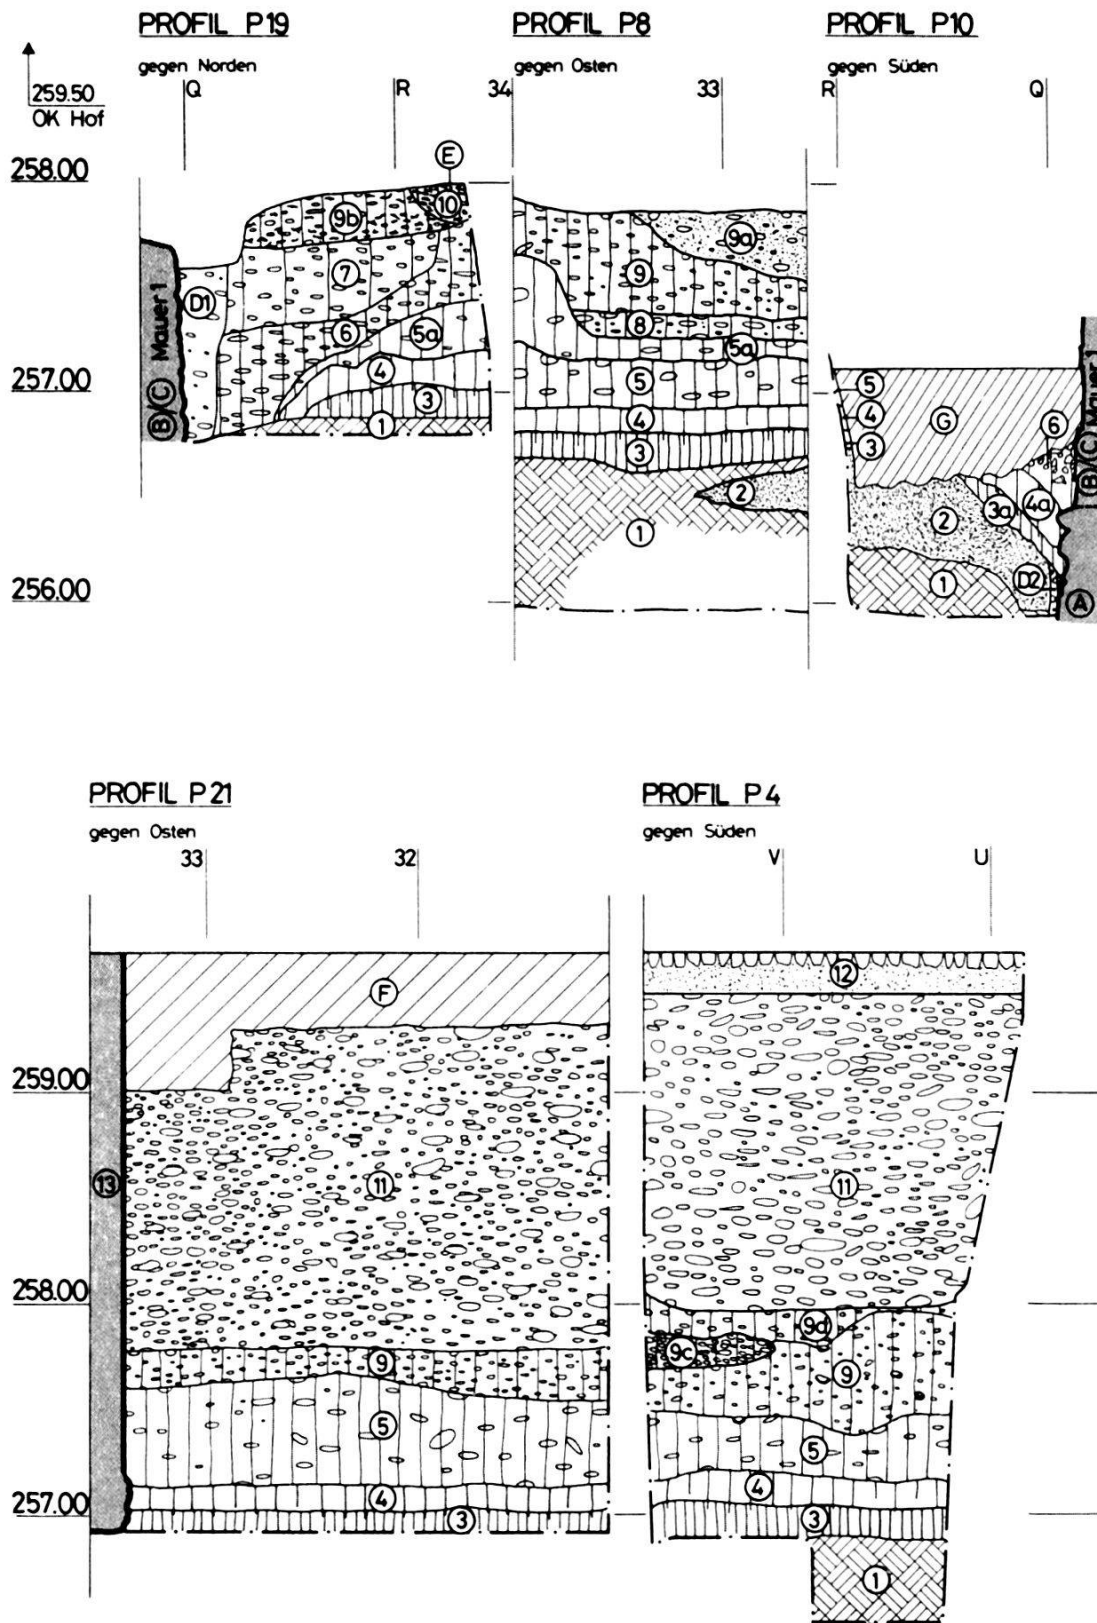 PROFIL P19
gegen Norden
Q R
259.50
OK Hof
258.00
257.00
256.00
E
10
9b
7
D1
6
5a
4
3
1
B/C Mauer 1
PROFIL P8
gegen Osten
34 33
9a
9
8
5a
5
4
3
2
1
PROFIL P10
gegen Süden
R Q
5
4
3
G
6
2
3a
4a
1
D2
A
B/C Mauer 1
PROFIL P21
gegen Osten
33 32
259.00
258.00
257.00
F
13
11
9
5
4
3
PROFIL P4
gegen Süden
V U
12
11
9d
9c
9
5
4
3
1